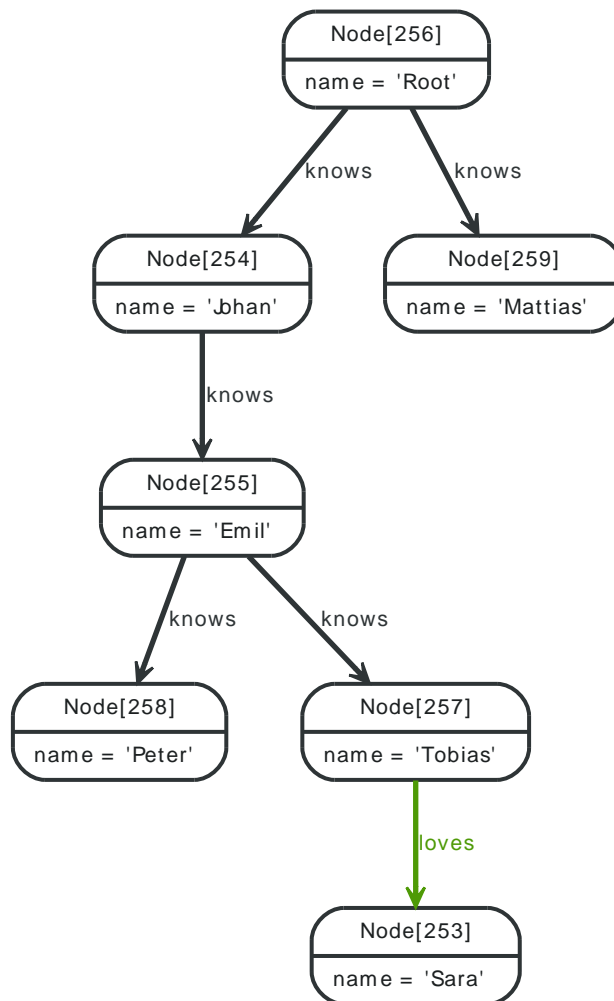 Node[256]
name = 'Root'
knows
knows
Node[254]
name = 'Johan'
Node[259]
name = 'Mattias'
knows
Node[255]
name = 'Emil'
knows
knows
Node[258]
name = 'Peter'
Node[257]
name = 'Tobias'
loves
Node[253]
name = 'Sara'